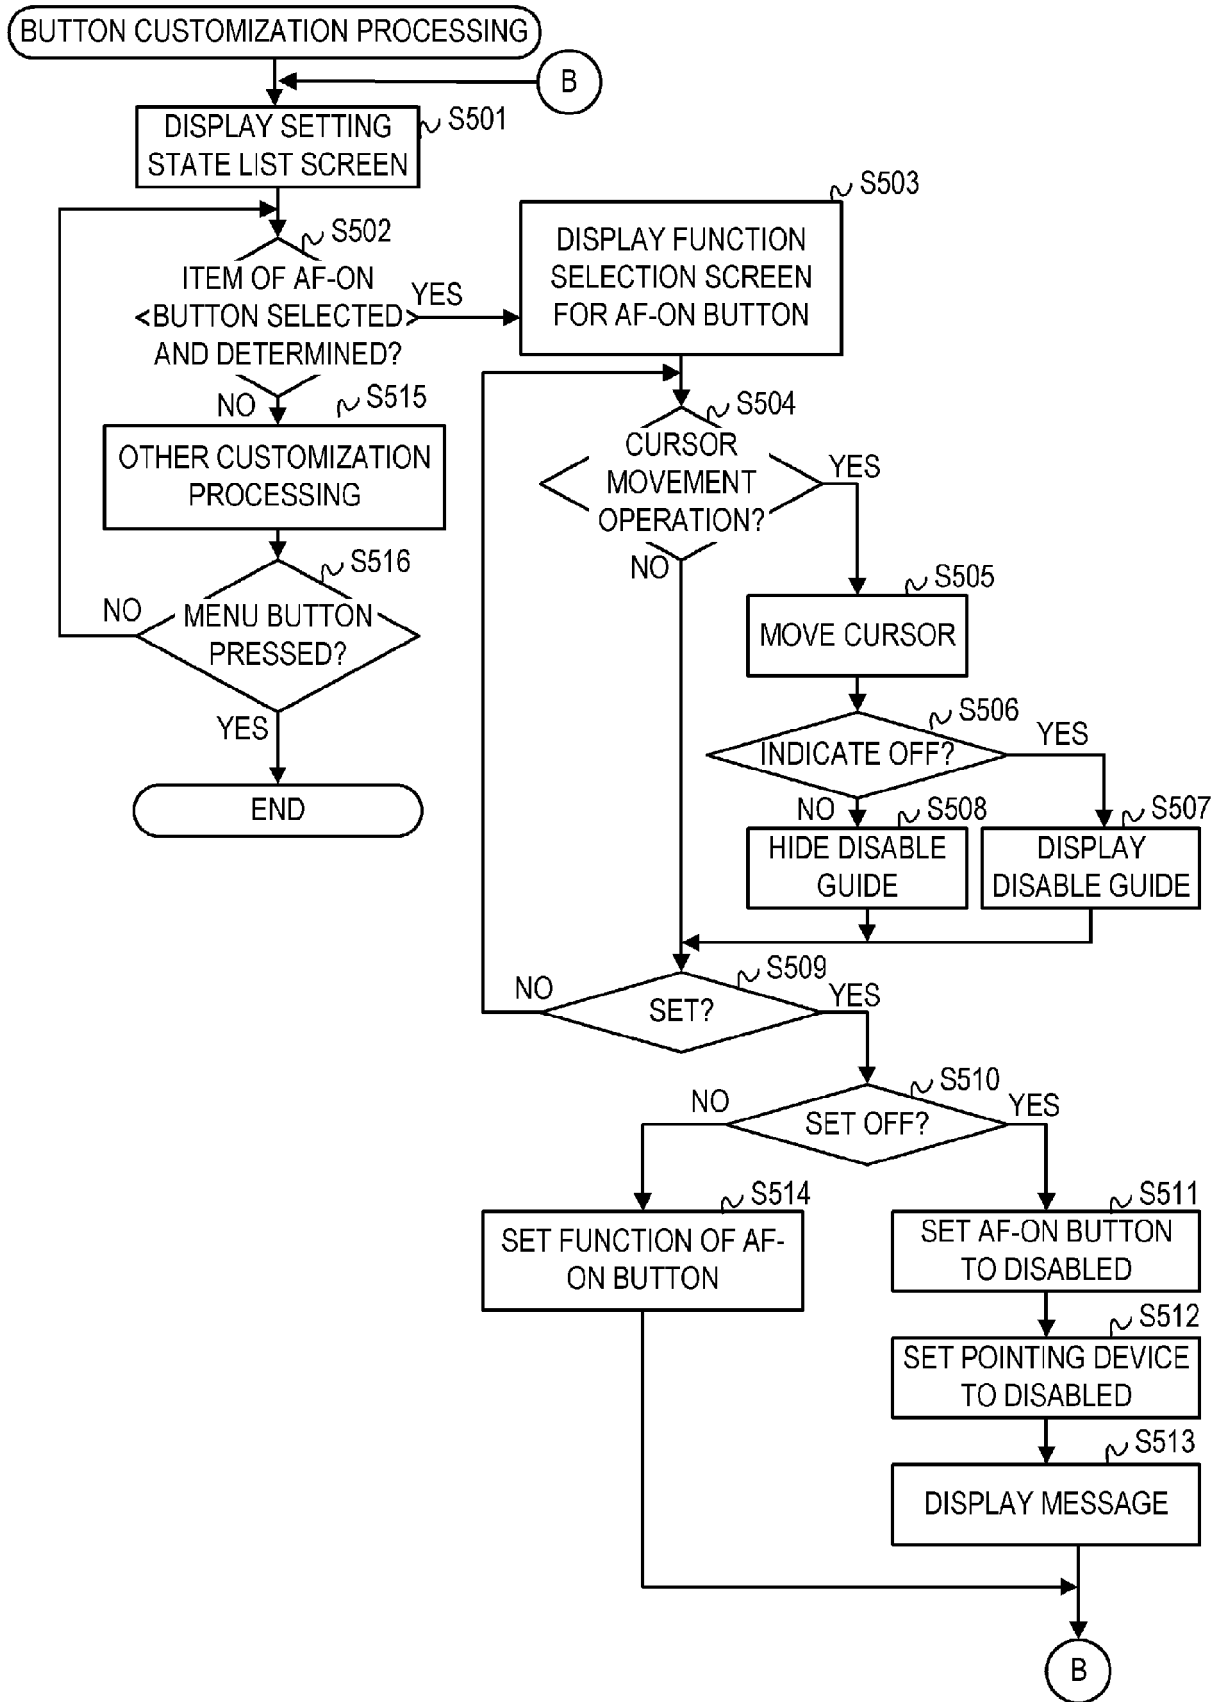 BUTTON CUSTOMIZATION PROCESSING
B
S501
DISPLAY SETTING
STATE LIST SCREEN
S502
ITEM OF AF-ON
BUTTON SELECTED
AND DETERMINED?
YES
NO
S503
DISPLAY FUNCTION
SELECTION SCREEN
FOR AF-ON BUTTON
S515
OTHER CUSTOMIZATION
PROCESSING
S516
MENU BUTTON
PRESSED?
NO
YES
END
S504
CURSOR
MOVEMENT
OPERATION?
YES
NO
S505
MOVE CURSOR
S506
INDICATE OFF?
YES
NO
S508
HIDE DISABLE
GUIDE
S507
DISPLAY
DISABLE GUIDE
S509
SET?
NO
YES
S510
SET OFF?
NO
YES
S514
SET FUNCTION OF AF-
ON BUTTON
S511
SET AF-ON BUTTON
TO DISABLED
S512
SET POINTING DEVICE
TO DISABLED
S513
DISPLAY MESSAGE
B